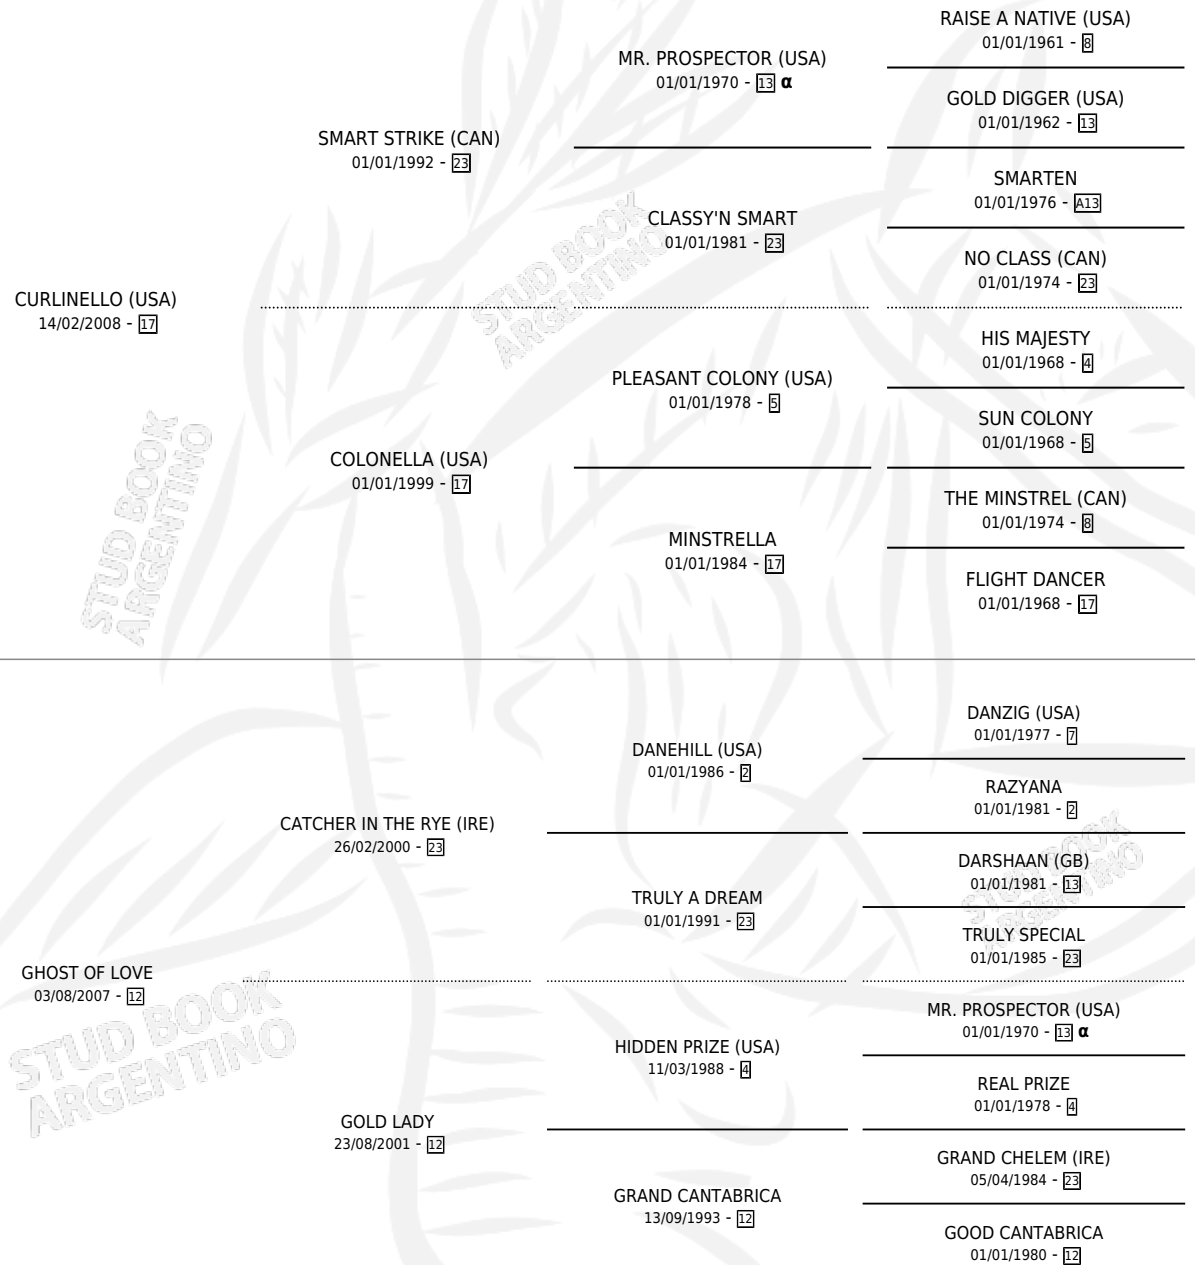 RAISE A NATIVE (USA)
01/01/1961 - 8
MR. PROSPECTOR (USA)
01/01/1970 - 13 α
GOLD DIGGER (USA)
01/01/1962 - 13
SMART STRIKE (CAN)
01/01/1992 - 23
SMARTEN
01/01/1976 - A13
CLASSY'N SMART
01/01/1981 - 23
NO CLASS (CAN)
01/01/1974 - 23
CURLINELLO (USA)
14/02/2008 - 17
HIS MAJESTY
01/01/1968 - 4
PLEASANT COLONY (USA)
01/01/1978 - 5
SUN COLONY
01/01/1968 - 5
COLONELLA (USA)
01/01/1999 - 17
THE MINSTREL (CAN)
01/01/1974 - 8
MINSTRELLA
01/01/1984 - 17
FLIGHT DANCER
01/01/1968 - 17
DANZIG (USA)
01/01/1977 - 7
DANEHILL (USA)
01/01/1986 - 2
RAZYANA
01/01/1981 - 2
CATCHER IN THE RYE (IRE)
26/02/2000 - 23
DARSHAAN (GB)
01/01/1981 - 13
TRULY A DREAM
01/01/1991 - 23
TRULY SPECIAL
01/01/1985 - 23
GHOST OF LOVE
03/08/2007 - 12
MR. PROSPECTOR (USA)
01/01/1970 - 13 α
HIDDEN PRIZE (USA)
11/03/1988 - 4
REAL PRIZE
01/01/1978 - 4
GOLD LADY
23/08/2001 - 12
GRAND CHELEM (IRE)
05/04/1984 - 23
GRAND CANTABRICA
13/09/1993 - 12
GOOD CANTABRICA
01/01/1980 - 12
STUD BOOK
ARGENTINO
STUD BOOK
ARGENTINO
STUD BOOK
ARGENTINO
STUD BOOK
ARGENTINO